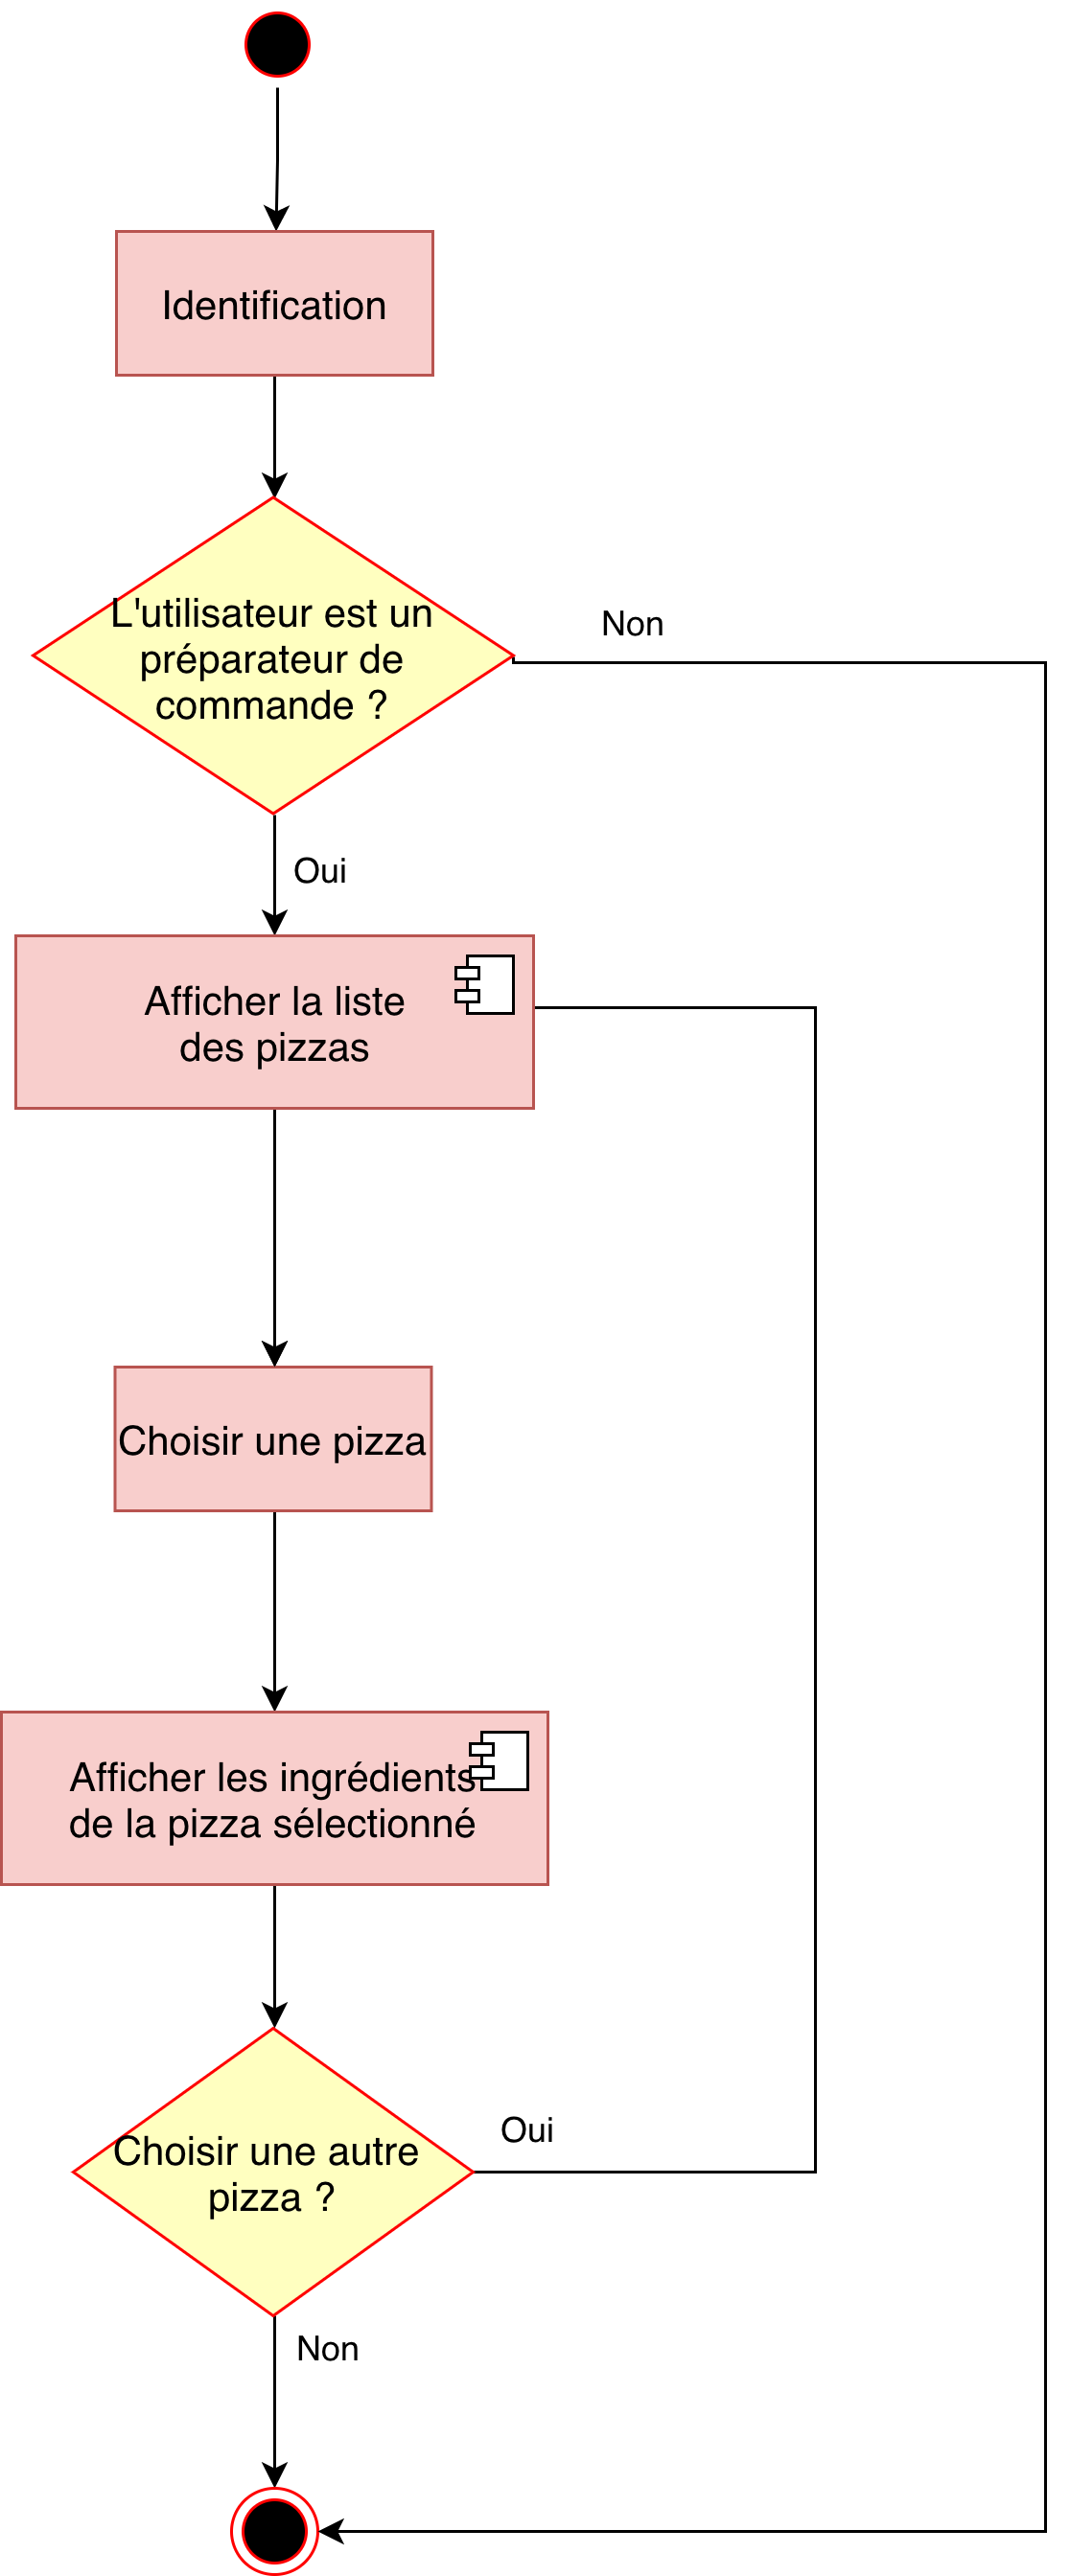 Identification
L'utilisateur est un
préparateur de
commande ?
Non
Oui
Afficher la liste
des pizzas
Choisir une pizza
Afficher les ingrédients
de la pizza sélectionné
Choisir une autre
pizza ?
Oui
Non